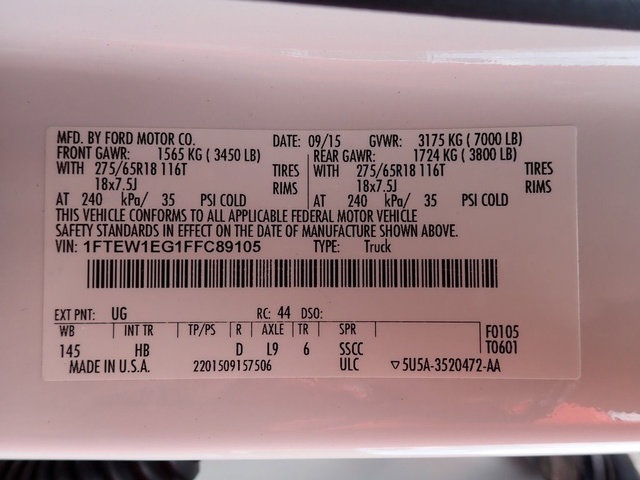 MFD. BY FORD MOTOR CO. DATE: 09/15 GVWR: 3175 KG ( 7000 LB)
FRONT GAWR: 1565 KG ( 3450 LB) REAR GAWR: 1724 KG ( 3800 LB)
WITH 275/65R18 116T TIRES WITH 275/65R18 116T TIRES
18x7.5J RIMS 18x7.5J RIMS
AT 240 kPa/ 35 PSI COLD AT 240 kPa/ 35 PSI COLD
THIS VEHICLE CONFORMS TO ALL APPLICABLE FEDERAL MOTOR VEHICLE
SAFETY STANDARDS IN EFFECT ON THE DATE OF MANUFACTURE SHOWN ABOVE.
VIN: 1FTEW1EG1FFC89105 TYPE: Truck
EXT PNT: UG RC: 44 DSO:
WB INT TR TP/PS R AXLE TR SPR F0105
145 HB D L9 6 SSCC T0601
MADE IN U.S.A. 2201509157506 ULC ▽5U5A-3520472-AA